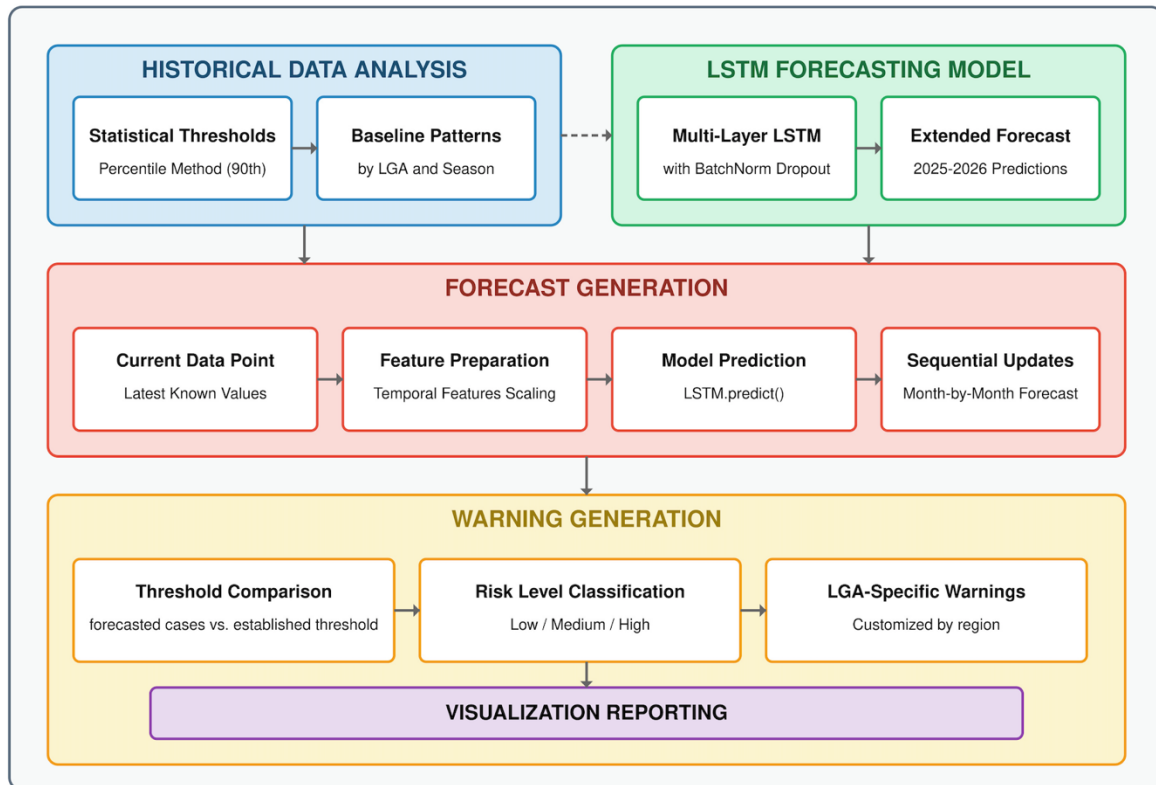 HISTORICAL DATA ANALYSIS
Statistical Thresholds
Percentile Method (90th)
Baseline Patterns
by LGA and Season
LSTM FORECASTING MODEL
Multi-Layer LSTM
with BatchNorm Dropout
Extended Forecast
2025-2026 Predictions
FORECAST GENERATION
Current Data Point
Latest Known Values
Feature Preparation
Temporal Features Scaling
Model Prediction
LSTM.predict()
Sequential Updates
Month-by-Month Forecast
WARNING GENERATION
Threshold Comparison
forecasted cases vs. established threshold
Risk Level Classification
Low / Medium / High
LGA-Specific Warnings
Customized by region
VISUALIZATION REPORTING